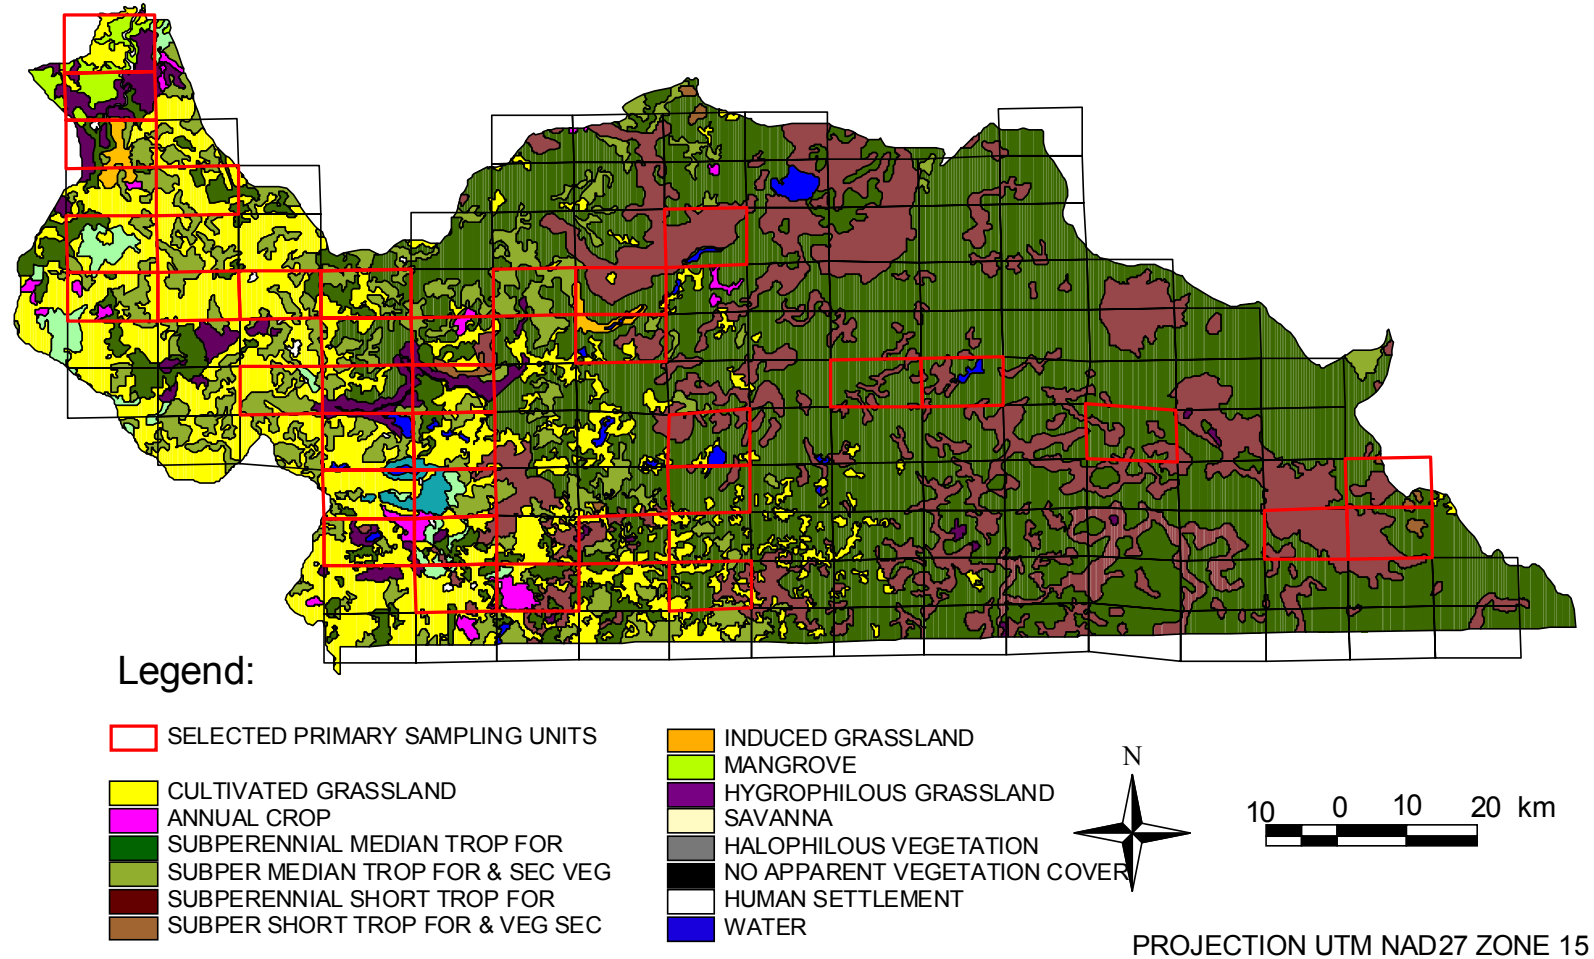 Legend:
SELECTED PRIMARY SAMPLING UNITS
CULTIVATED GRASSLAND
ANNUAL CROP
SUBPERENNIAL MEDIAN TROP FOR
SUBPER MEDIAN TROP FOR & SEC VEG
SUBPERENNIAL SHORT TROP FOR
SUBPER SHORT TROP FOR & VEG SEC
INDUCED GRASSLAND
MANGROVE
HYGROPHILOUS GRASSLAND
SAVANNA
HALOPHILOUS VEGETATION
NO APPARENT VEGETATION COVER
HUMAN SETTLEMENT
WATER
N
10 0 10 20 km
PROJECTION UTM NAD27 ZONE 15